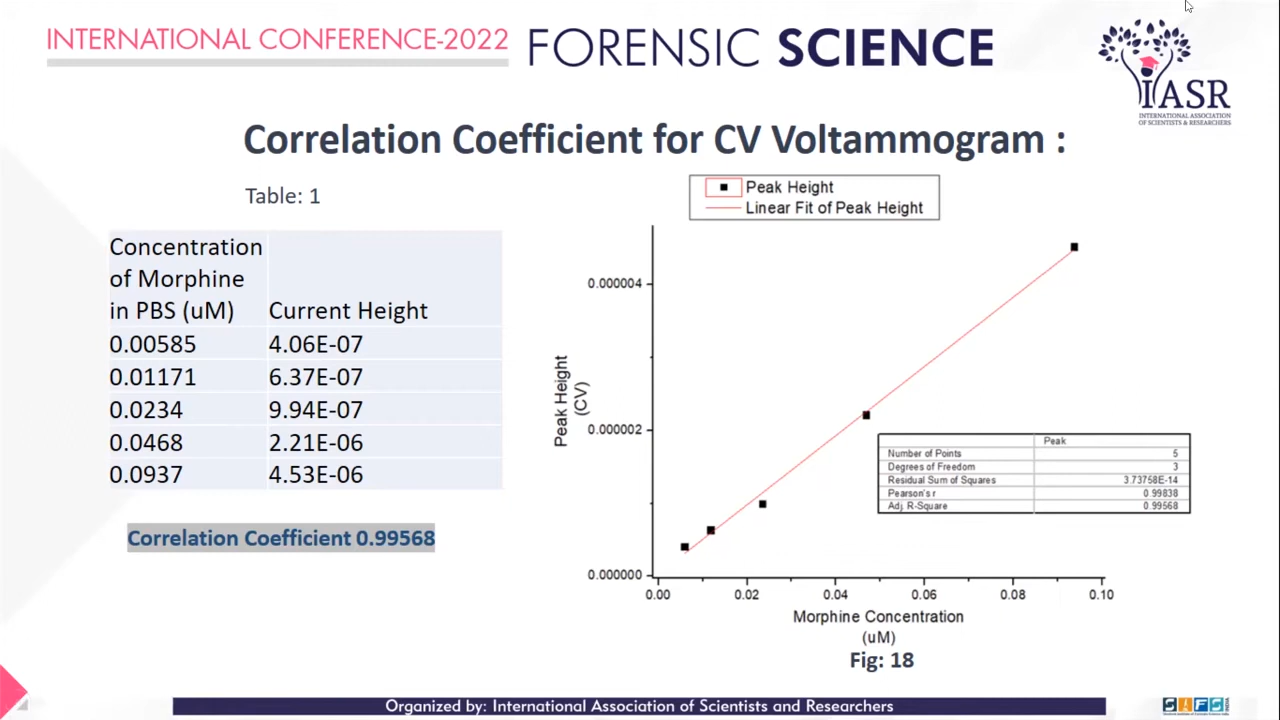 INTERNATIONAL CONFERENCE-2022 FORENSIC SCIENCE
IASR
INTERNATIONAL ASSOCIATION
OF SCIENTISTS & RESEARCHERS
Correlation Coefficient for CV Voltammogram :
Table: 1
Concentration
of Morphine
in PBS (uM) Current Height
0.00585 4.06E-07
0.01171 6.37E-07
0.0234 9.94E-07
0.0468 2.21E-06
0.0937 4.53E-06
Correlation Coefficient 0.99568
Peak Height
Linear Fit of Peak Height
0.000004
0.000002
0.000000
Peak Height
(CV)
Peak
Number of Points 5
Degrees of Freedom 3
Residual Sum of Squares 3.73758E-14
Pearson's r 0.99838
Adj. R-Square 0.99568
0.00 0.02 0.04 0.06 0.08 0.10
Morphine Concentration
(uM)
Fig: 18
Organized by: International Association of Scientists and Researchers
SIFS